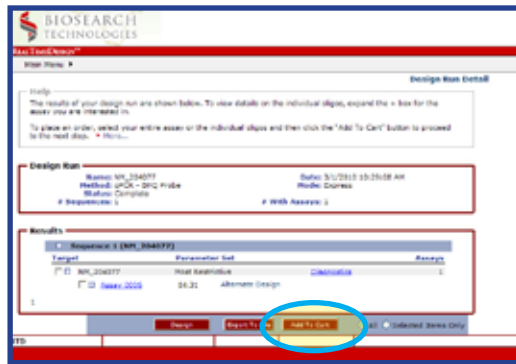 BIOSEARCH
TECHNOLOGIES
REALTIMEDESIGN™
Main Menu
Design Run Detail
Help
The results of your design run are shown below. To view details on the individual oligos, expand the + box for the
assay you are interested in.
To place an order, select your entire assay or the individual oligos and then click the "Add To Cart" button to proceed
to the next step. More...
Design Run
Name: NM_204077 Date: 5/1/2010 10:29:08 AM
Method: qPCR - BHQ Probe Mode: Express
Status: Complete
# Sequences: 1 # With Assays: 1
Results
Sequence 1 (NM_204077)
Target Parameter Set Assays
NM_204077 Most Restrictive Diagnostics 1
Alternate Design
1
Design Add To Cart All Selected Items Only